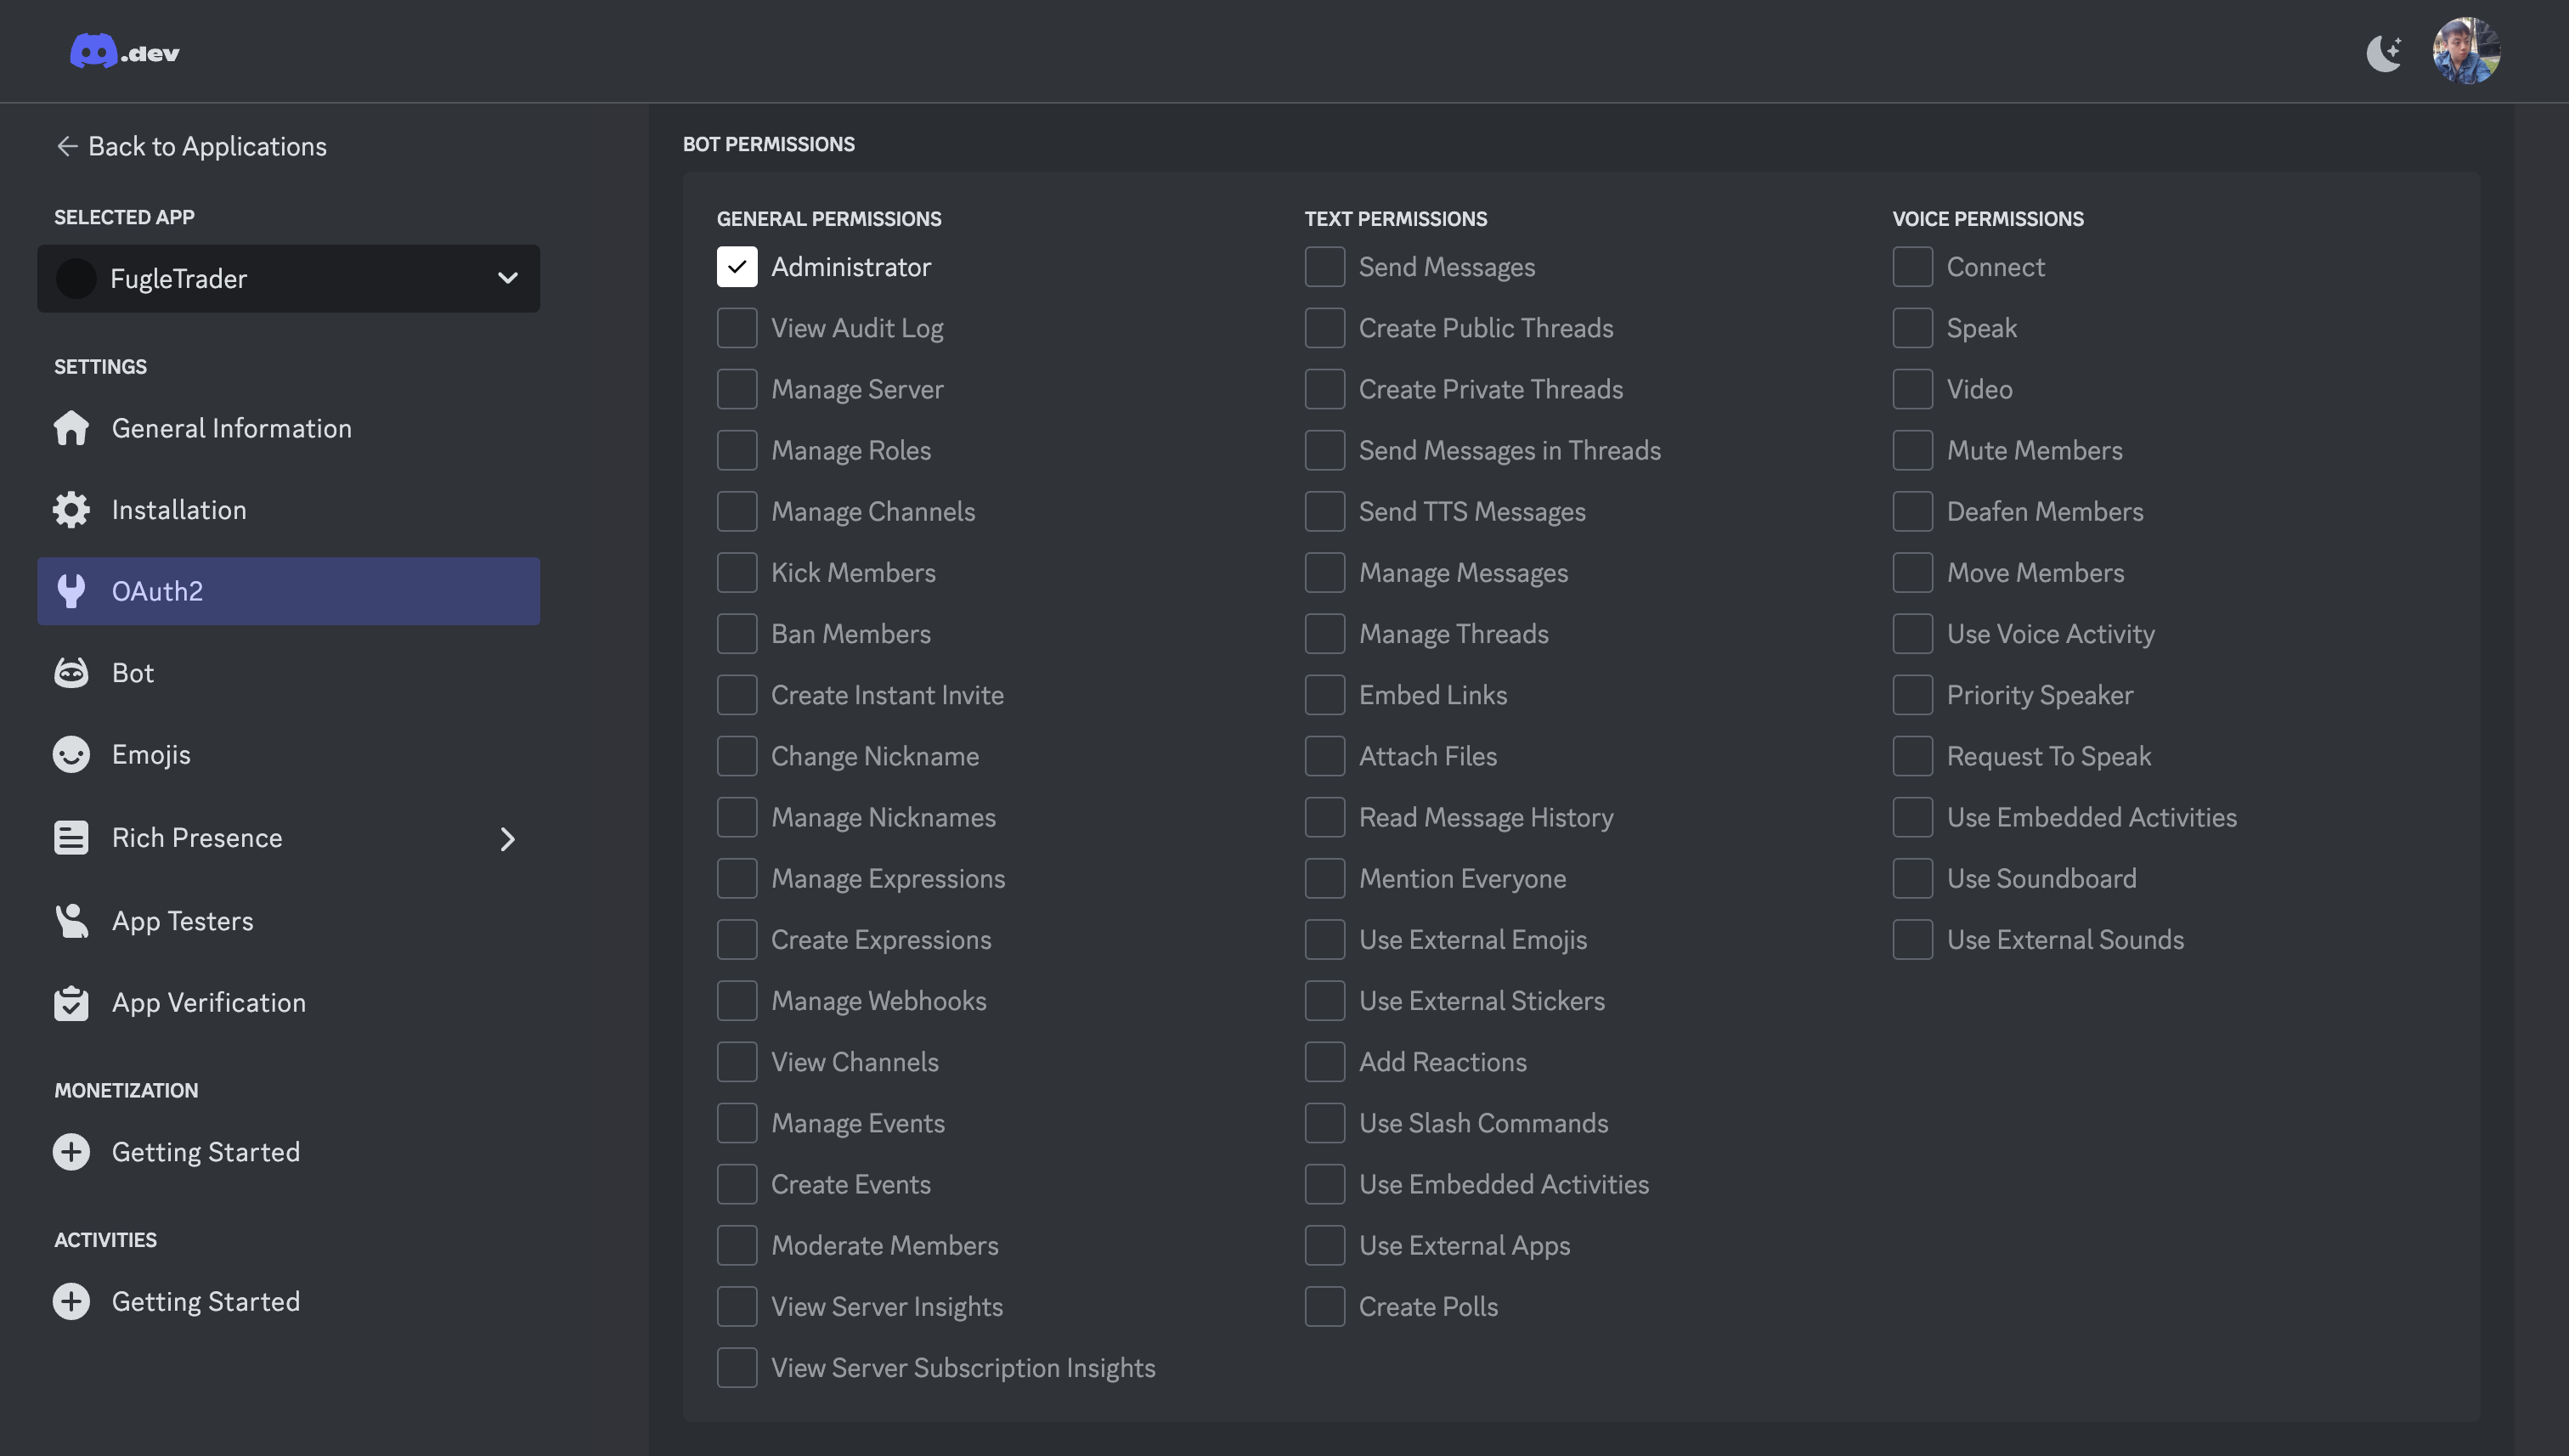 .dev
Back to Applications
SELECTED APP
FugleTrader
SETTINGS
General Information
Installation
OAuth2
Bot
Emojis
Rich Presence
App Testers
App Verification
MONETIZATION
Getting Started
ACTIVITIES
Getting Started
BOT PERMISSIONS
GENERAL PERMISSIONS
Administrator
View Audit Log
Manage Server
Manage Roles
Manage Channels
Kick Members
Ban Members
Create Instant Invite
Change Nickname
Manage Nicknames
Manage Expressions
Create Expressions
Manage Webhooks
View Channels
Manage Events
Create Events
Moderate Members
View Server Insights
View Server Subscription Insights
TEXT PERMISSIONS
Send Messages
Create Public Threads
Create Private Threads
Send Messages in Threads
Send TTS Messages
Manage Messages
Manage Threads
Embed Links
Attach Files
Read Message History
Mention Everyone
Use External Emojis
Use External Stickers
Add Reactions
Use Slash Commands
Use Embedded Activities
Use External Apps
Create Polls
VOICE PERMISSIONS
Connect
Speak
Video
Mute Members
Deafen Members
Move Members
Use Voice Activity
Priority Speaker
Request To Speak
Use Embedded Activities
Use Soundboard
Use External Sounds